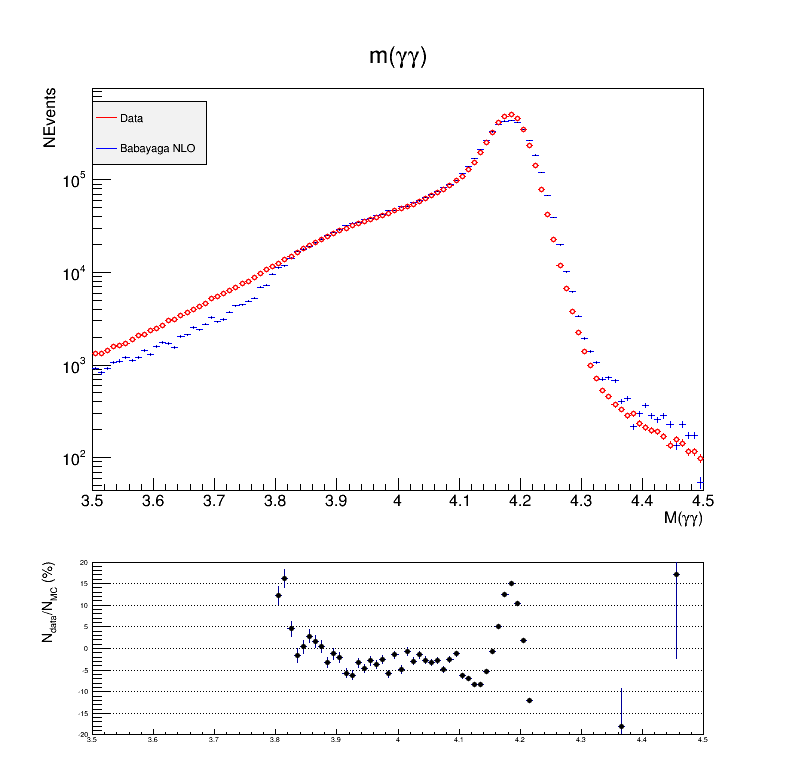 m(γγ)
NEvents
Data
Babayaga NLO
10⁵
10⁴
10³
10²
3.5 3.6 3.7 3.8 3.9 4 4.1 4.2 4.3 4.4 4.5
M(γγ)
N_data/N_MC (%)
20
15
10
5
0
-5
-10
-15
-20
3.5 3.6 3.7 3.8 3.9 4 4.1 4.2 4.3 4.4 4.5